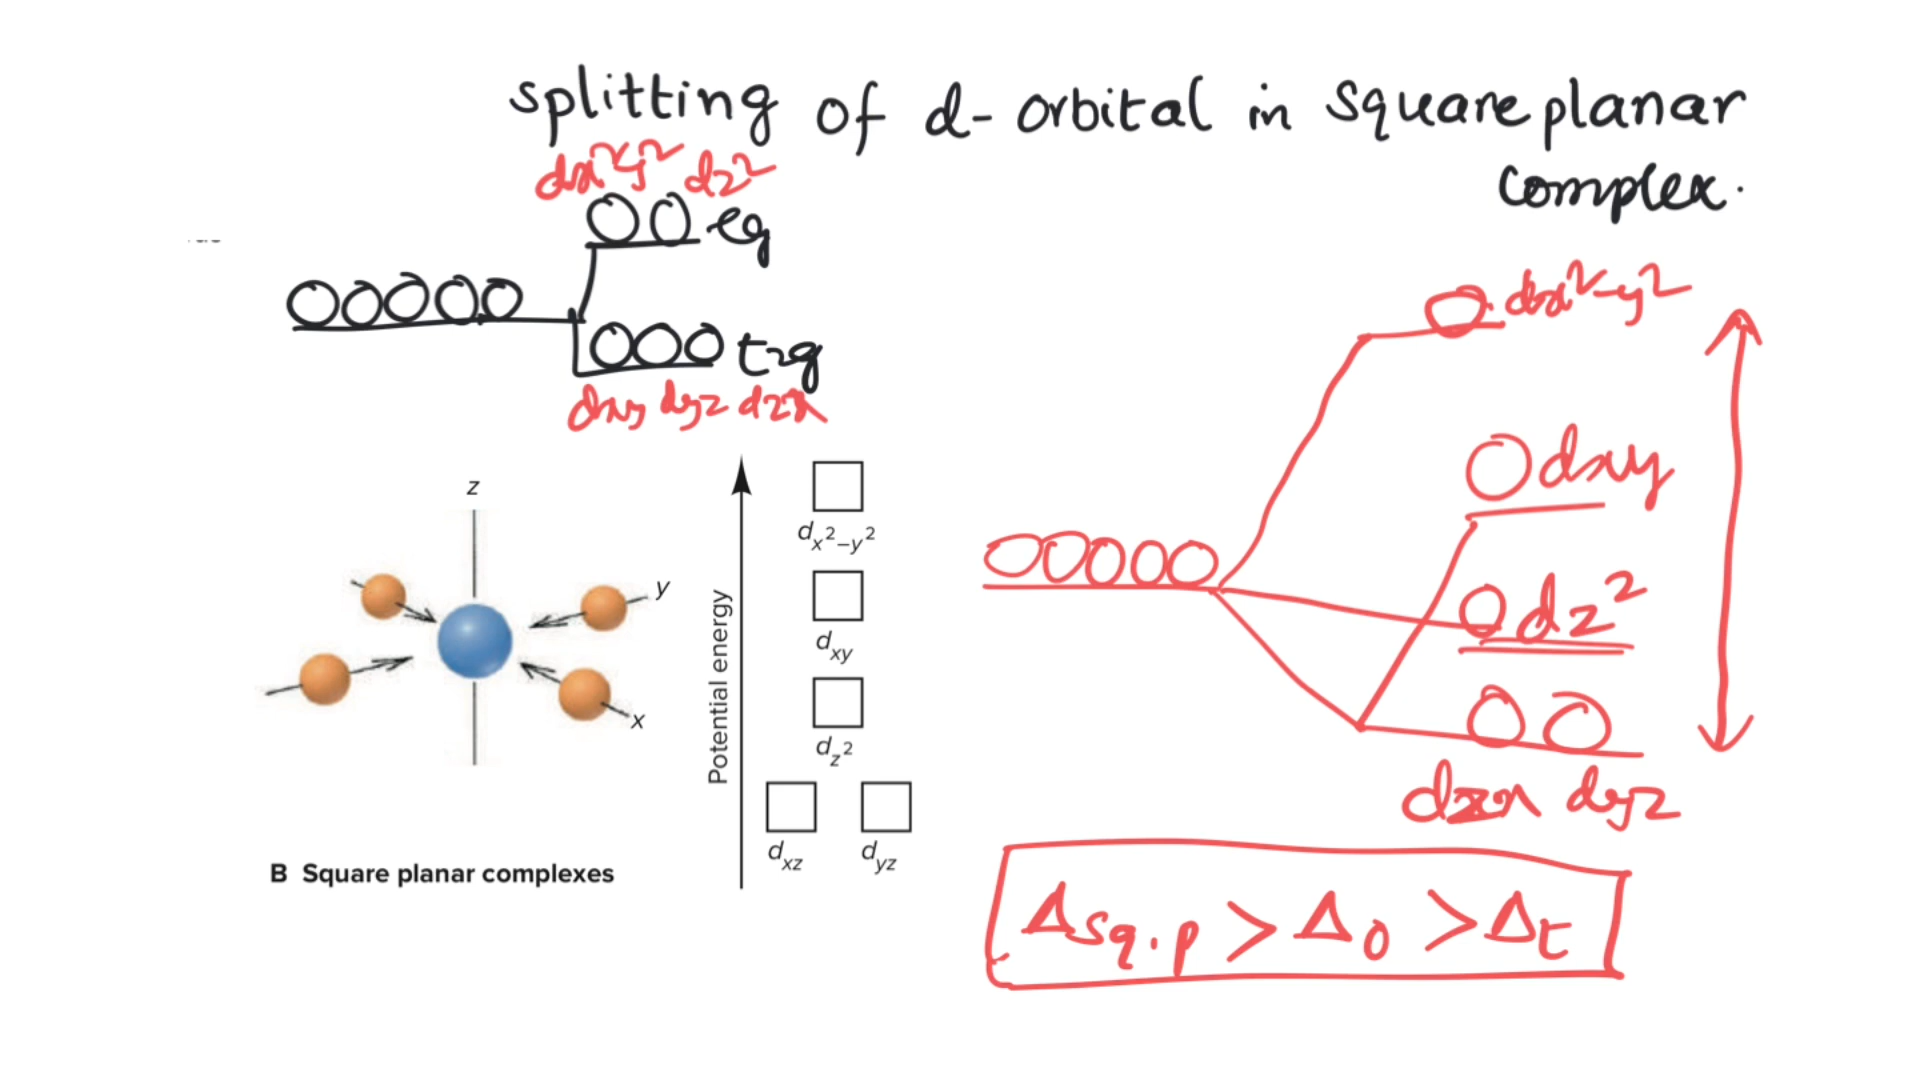 splitting of d-orbital in square planar
complex.
dx²-y² dz²
eg
t2g
dxy dyz dzx
z
y
x
B Square planar complexes
Potential energy
dx²–y²
dxy
dz²
dxz dyz
dx²-y²
dxy
dz²
dzx dyz
Δsq.p > Δo > Δt